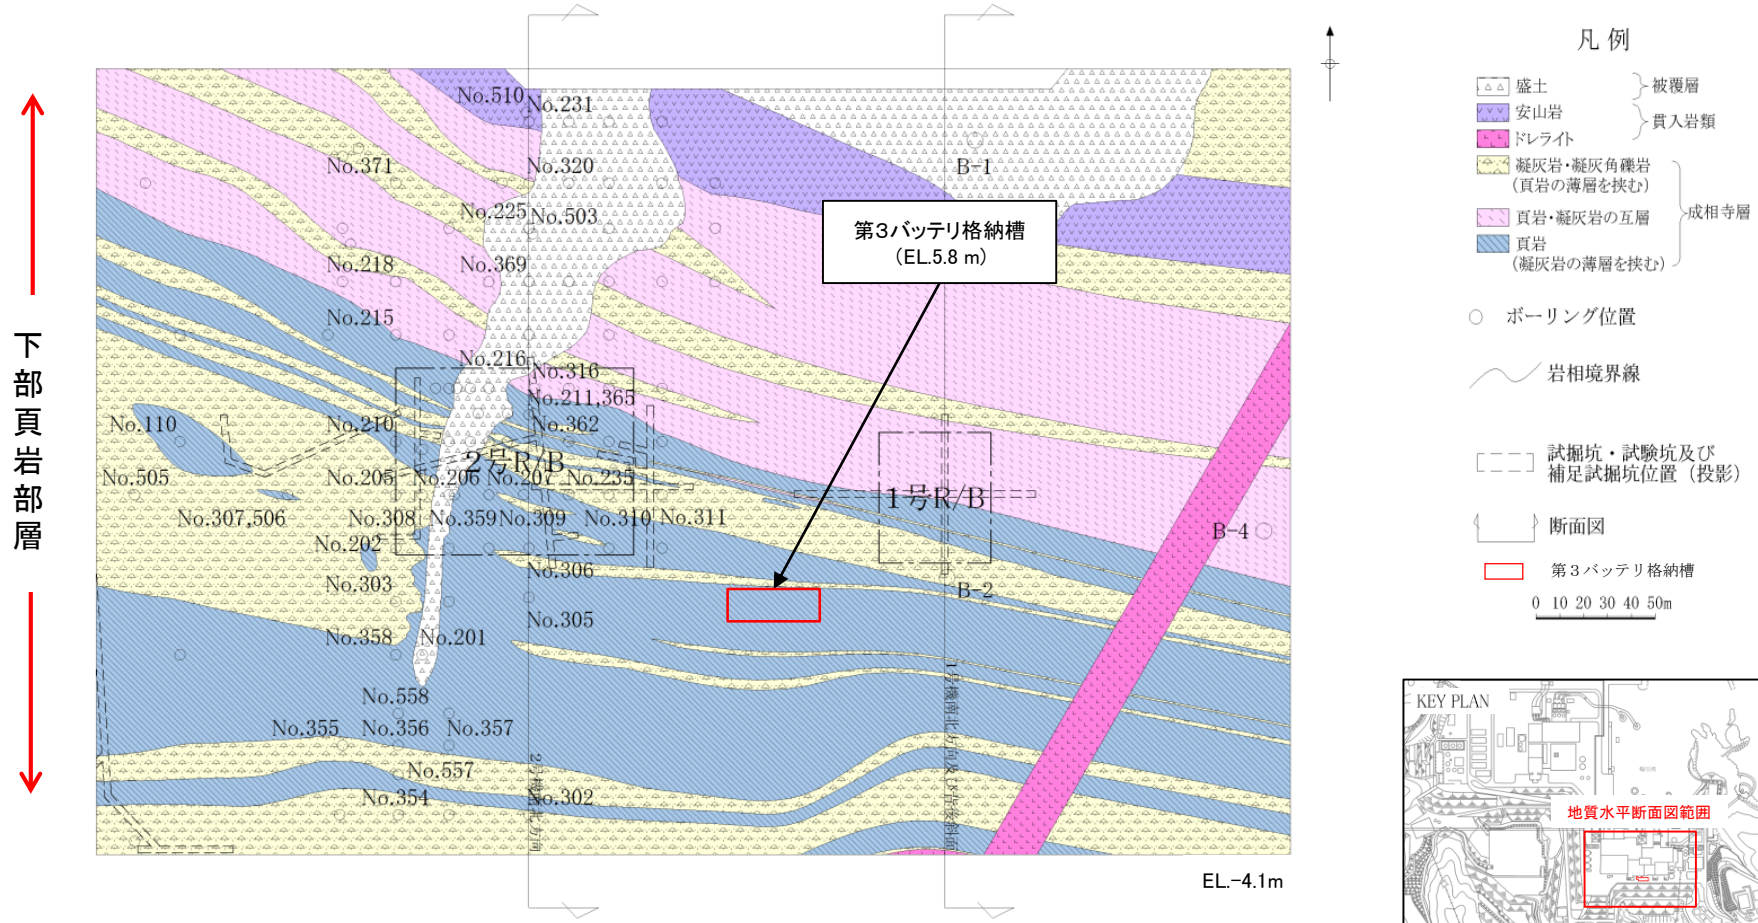 下部頁岩部層
No.510
No.231
No.371
No.320
B-1
No.225
No.503
第3バッテリ格納槽
(EL.5.8 m)
No.218
No.369
No.215
No.216
No.316
No.211,365
No.110
No.210
No.362
2号R/B
No.505
No.205
No.206
No.207
No.235
1号R/B
No.307,506
No.308
No.359
No.309
No.310
No.311
B-4
No.202
No.303
No.306
B-2
No.305
No.358
No.201
No.558
No.355
No.356
No.357
No.557
No.354
No.302
EL.-4.1m
凡例
盛土
被覆層
安山岩
貫入岩類
ドレライト
凝灰岩・凝灰角礫岩
(頁岩の薄層を挟む)
頁岩・凝灰岩の互層
成相寺層
頁岩
(凝灰岩の薄層を挟む)
ボーリング位置
岩相境界線
試掘坑・試験坑及び
補足試掘坑位置（投影）
断面図
第３バッテリ格納槽
0 10 20 30 40 50m
KEY PLAN
地質水平断面図範囲